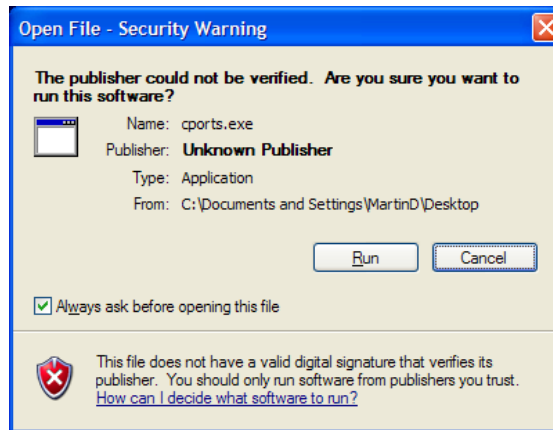 Open File - Security Warning
The publisher could not be verified.  Are you sure you want to
run this software?
Name: cports.exe
Publisher: Unknown Publisher
Type: Application
From: C:\Documents and Settings\MartinD\Desktop
Run
Cancel
Always ask before opening this file
This file does not have a valid digital signature that verifies its
publisher.  You should only run software from publishers you trust.
How can I decide what software to run?